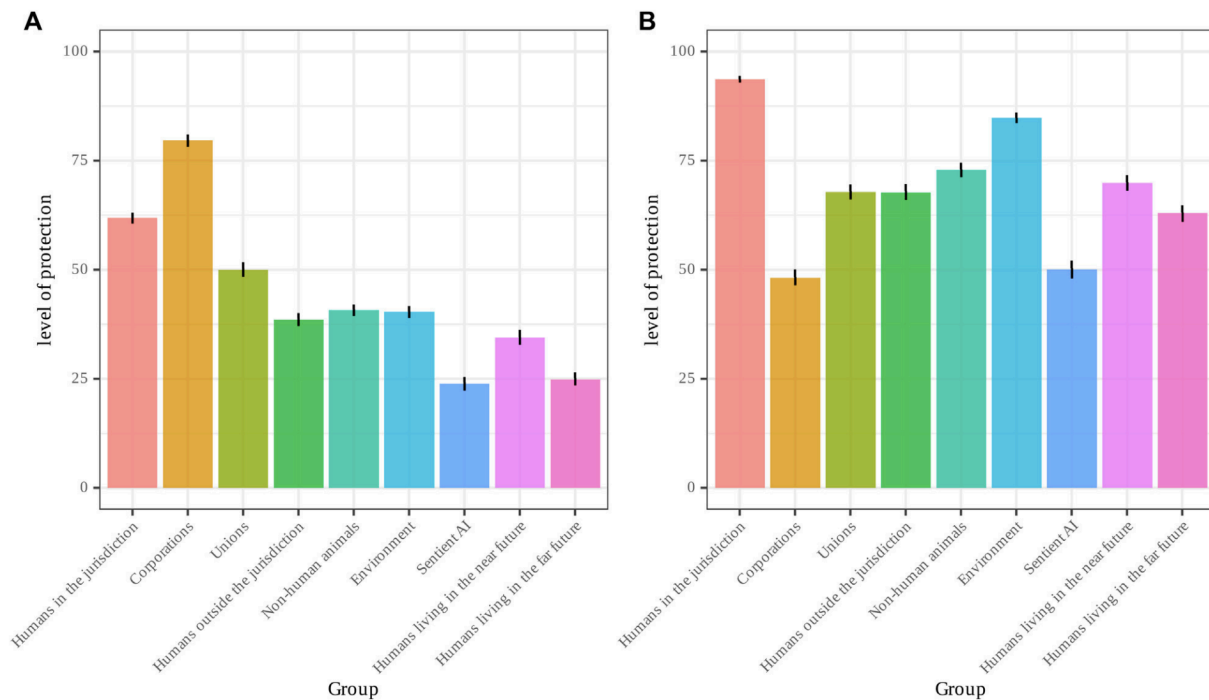 A
100
75
50
25
0
level of protection
Humans in the jurisdiction
Corporations
Unions
Humans outside the jurisdiction
Non-human animals
Environment
Sentient AI
Humans living in the near future
Humans living in the far future
Group
B
100
75
50
25
0
level of protection
Humans in the jurisdiction
Corporations
Unions
Humans outside the jurisdiction
Non-human animals
Environment
Sentient AI
Humans living in the near future
Humans living in the far future
Group